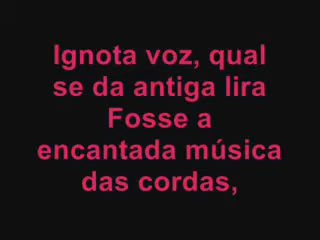 Ignota voz, qual
se da antiga lira
Fosse a
encantada música
das cordas,